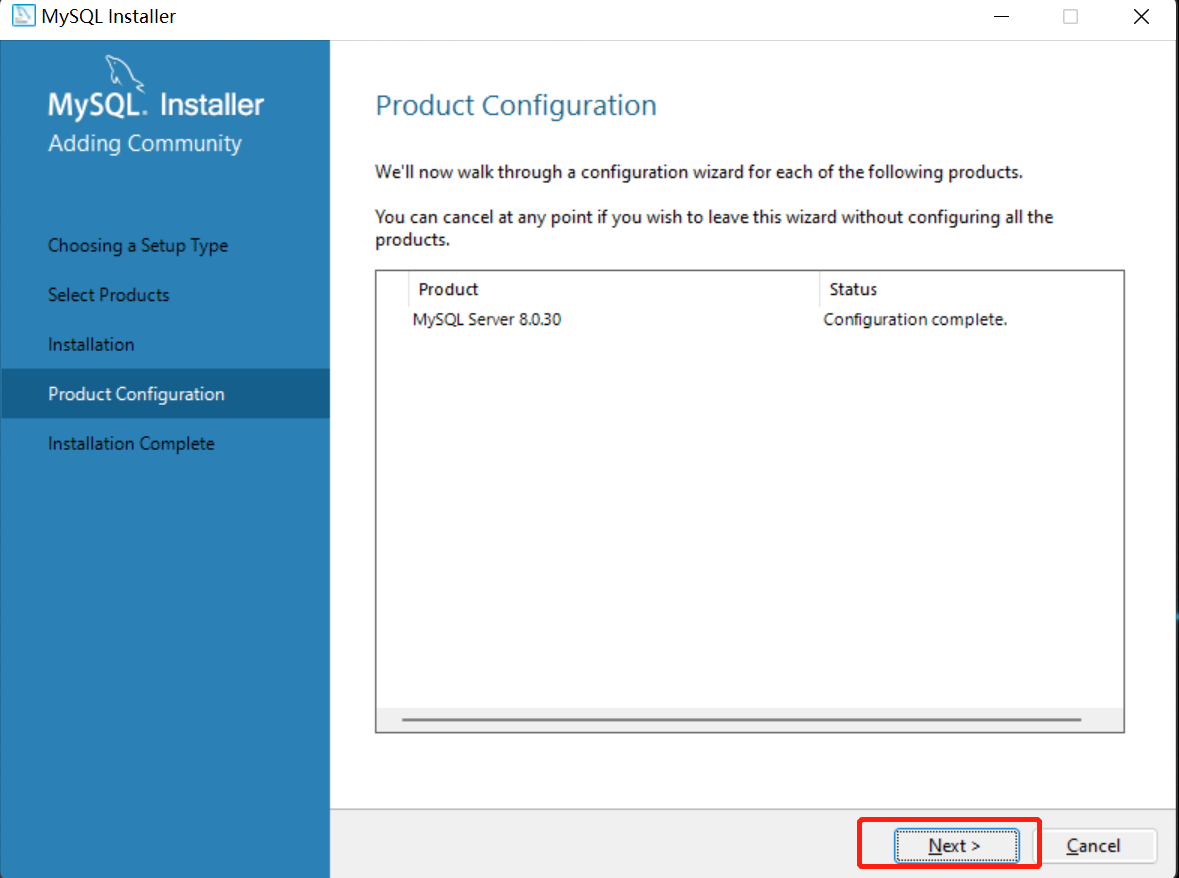 MySQL Installer
MySQL. Installer
Adding Community
Choosing a Setup Type
Select Products
Installation
Product Configuration
Installation Complete
Product Configuration
We'll now walk through a configuration wizard for each of the following products.
You can cancel at any point if you wish to leave this wizard without configuring all the
products.
Product Status
MySQL Server 8.0.30 Configuration complete.
Next > Cancel